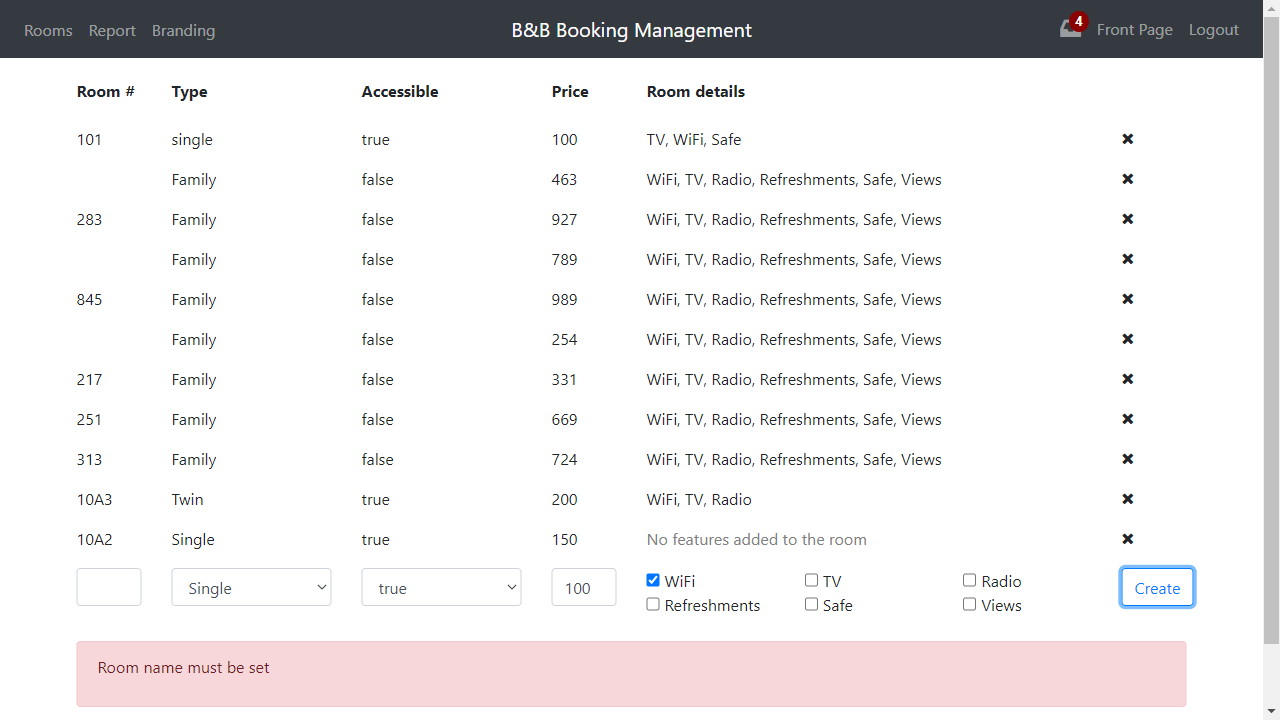 Rooms Report Branding B&B Booking Management 4 Front Page Logout
Room # Type Accessible Price Room details
101 single true 100 TV, WiFi, Safe
Family false 463 WiFi, TV, Radio, Refreshments, Safe, Views
283 Family false 927 WiFi, TV, Radio, Refreshments, Safe, Views
Family false 789 WiFi, TV, Radio, Refreshments, Safe, Views
845 Family false 989 WiFi, TV, Radio, Refreshments, Safe, Views
Family false 254 WiFi, TV, Radio, Refreshments, Safe, Views
217 Family false 331 WiFi, TV, Radio, Refreshments, Safe, Views
251 Family false 669 WiFi, TV, Radio, Refreshments, Safe, Views
313 Family false 724 WiFi, TV, Radio, Refreshments, Safe, Views
10A3 Twin true 200 WiFi, TV, Radio
10A2 Single true 150 No features added to the room
Single true 100 WiFi TV Radio Create
Refreshments Safe Views
Room name must be set